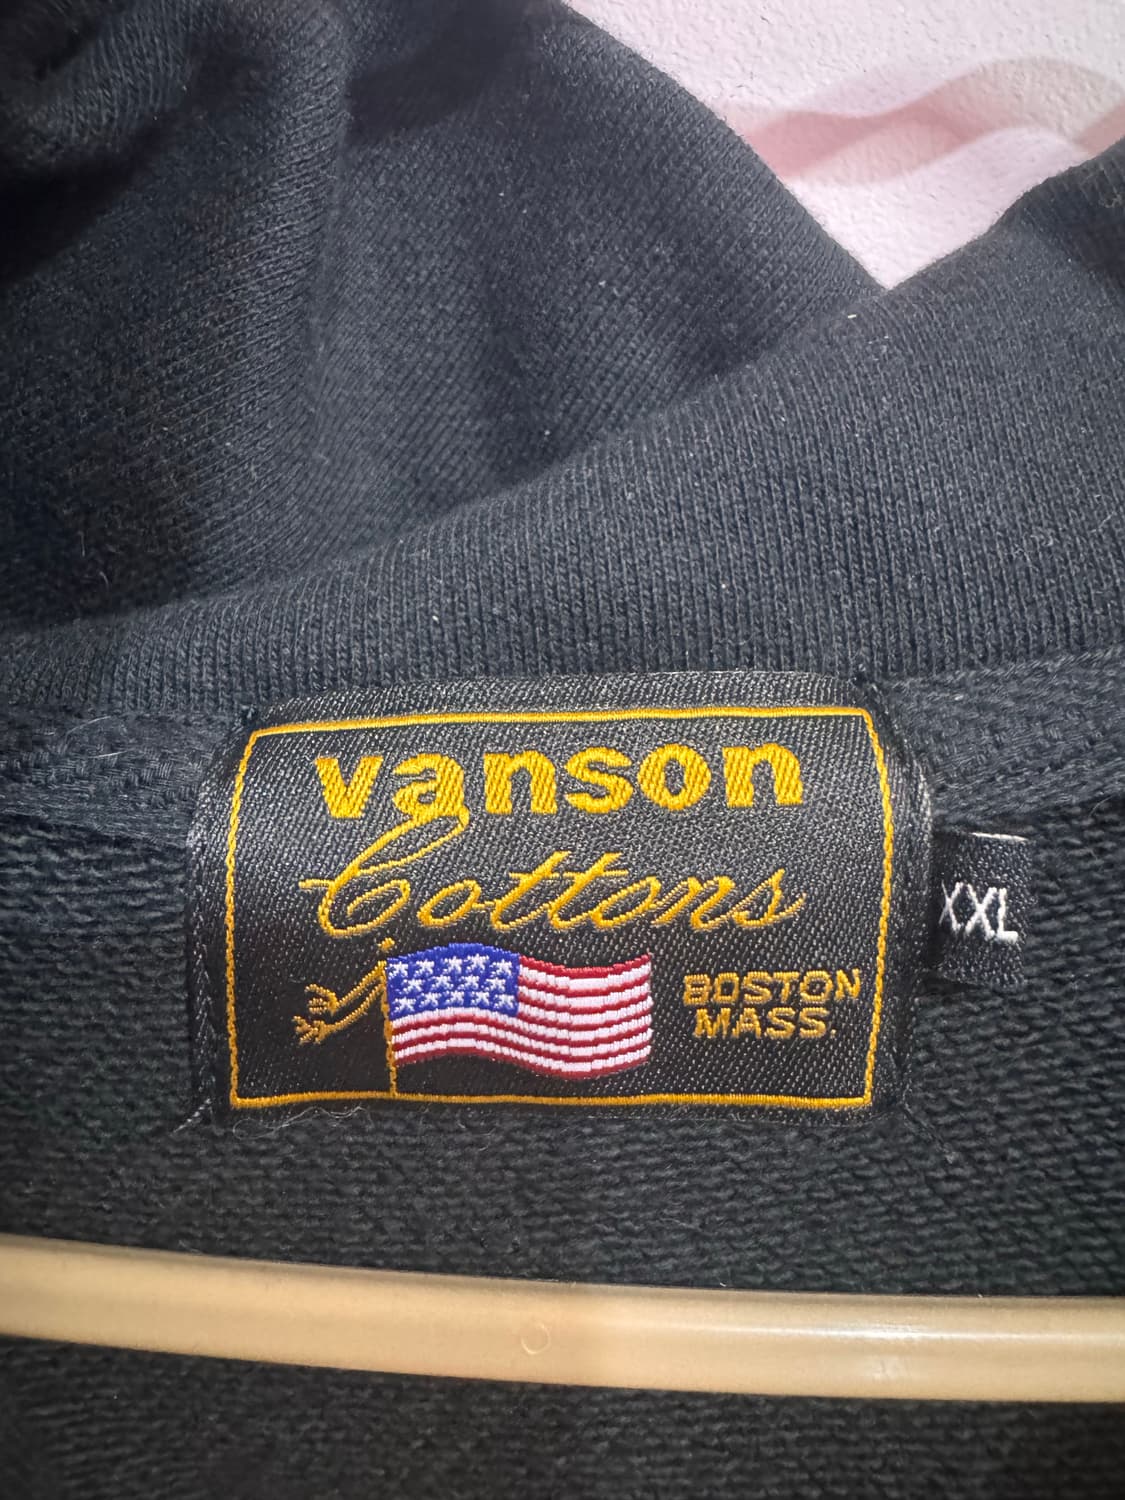 vanson
Cottons
BOSTON
MASS.
XXL